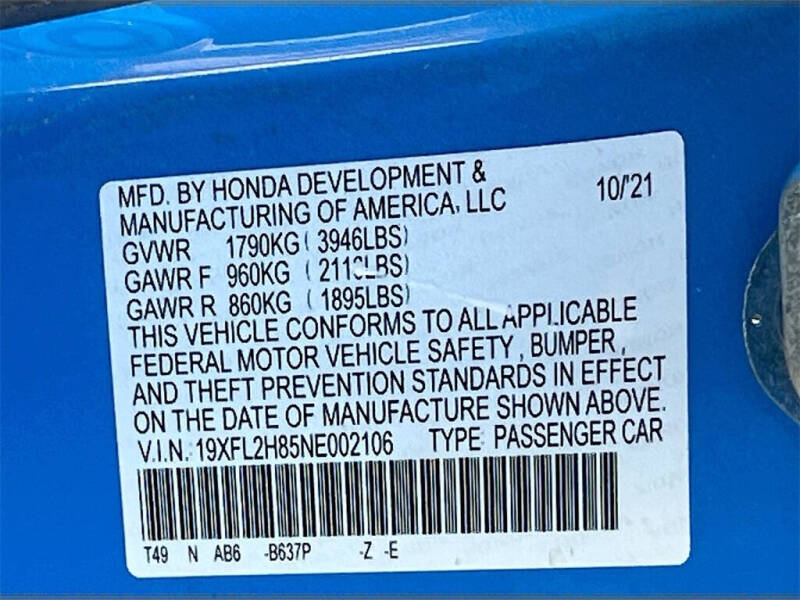 MFD. BY HONDA DEVELOPMENT &
MANUFACTURING OF AMERICA, LLC 10/'21
GVWR 1790KG ( 3946LBS)
GAWR F 960KG ( LBS)
GAWR R 860KG ( 1895LBS)
THIS VEHICLE CONFORMS TO ALL APPLICABLE
FEDERAL MOTOR VEHICLE SAFETY , BUMPER ,
AND THEFT PREVENTION STANDARDS IN EFFECT
ON THE DATE OF MANUFACTURE SHOWN ABOVE.
V.I.N. 19XFL2H85NE002106 TYPE: PASSENGER CAR
T49 N AB6 -B637P -Z -E